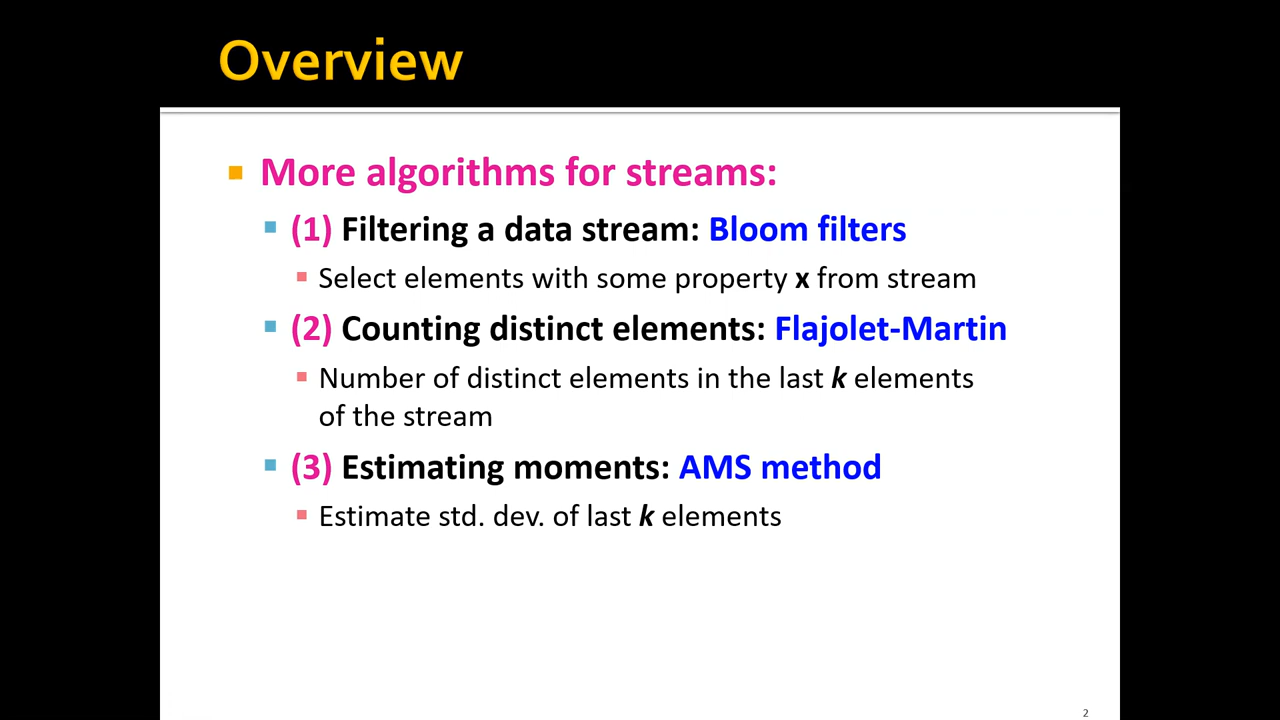 Overview
More algorithms for streams:
(1) Filtering a data stream: Bloom filters
Select elements with some property x from stream
(2) Counting distinct elements: Flajolet-Martin
Number of distinct elements in the last k elements
of the stream
(3) Estimating moments: AMS method
Estimate std. dev. of last k elements
2